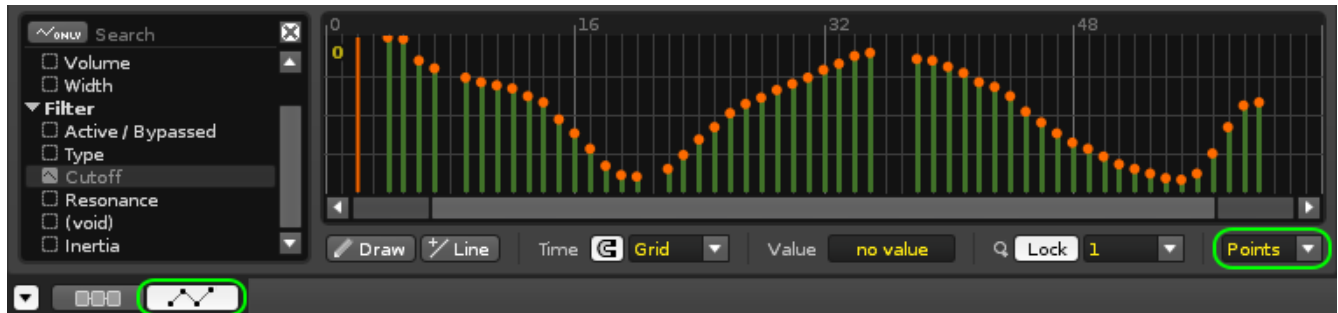 ONLY Search
Volume
Width
Filter
Active / Bypassed
Type
Cutoff
Resonance
(void)
Inertia
0 16 32 48
0
Draw +/ Line Time Grid Value no value Lock 1 Points